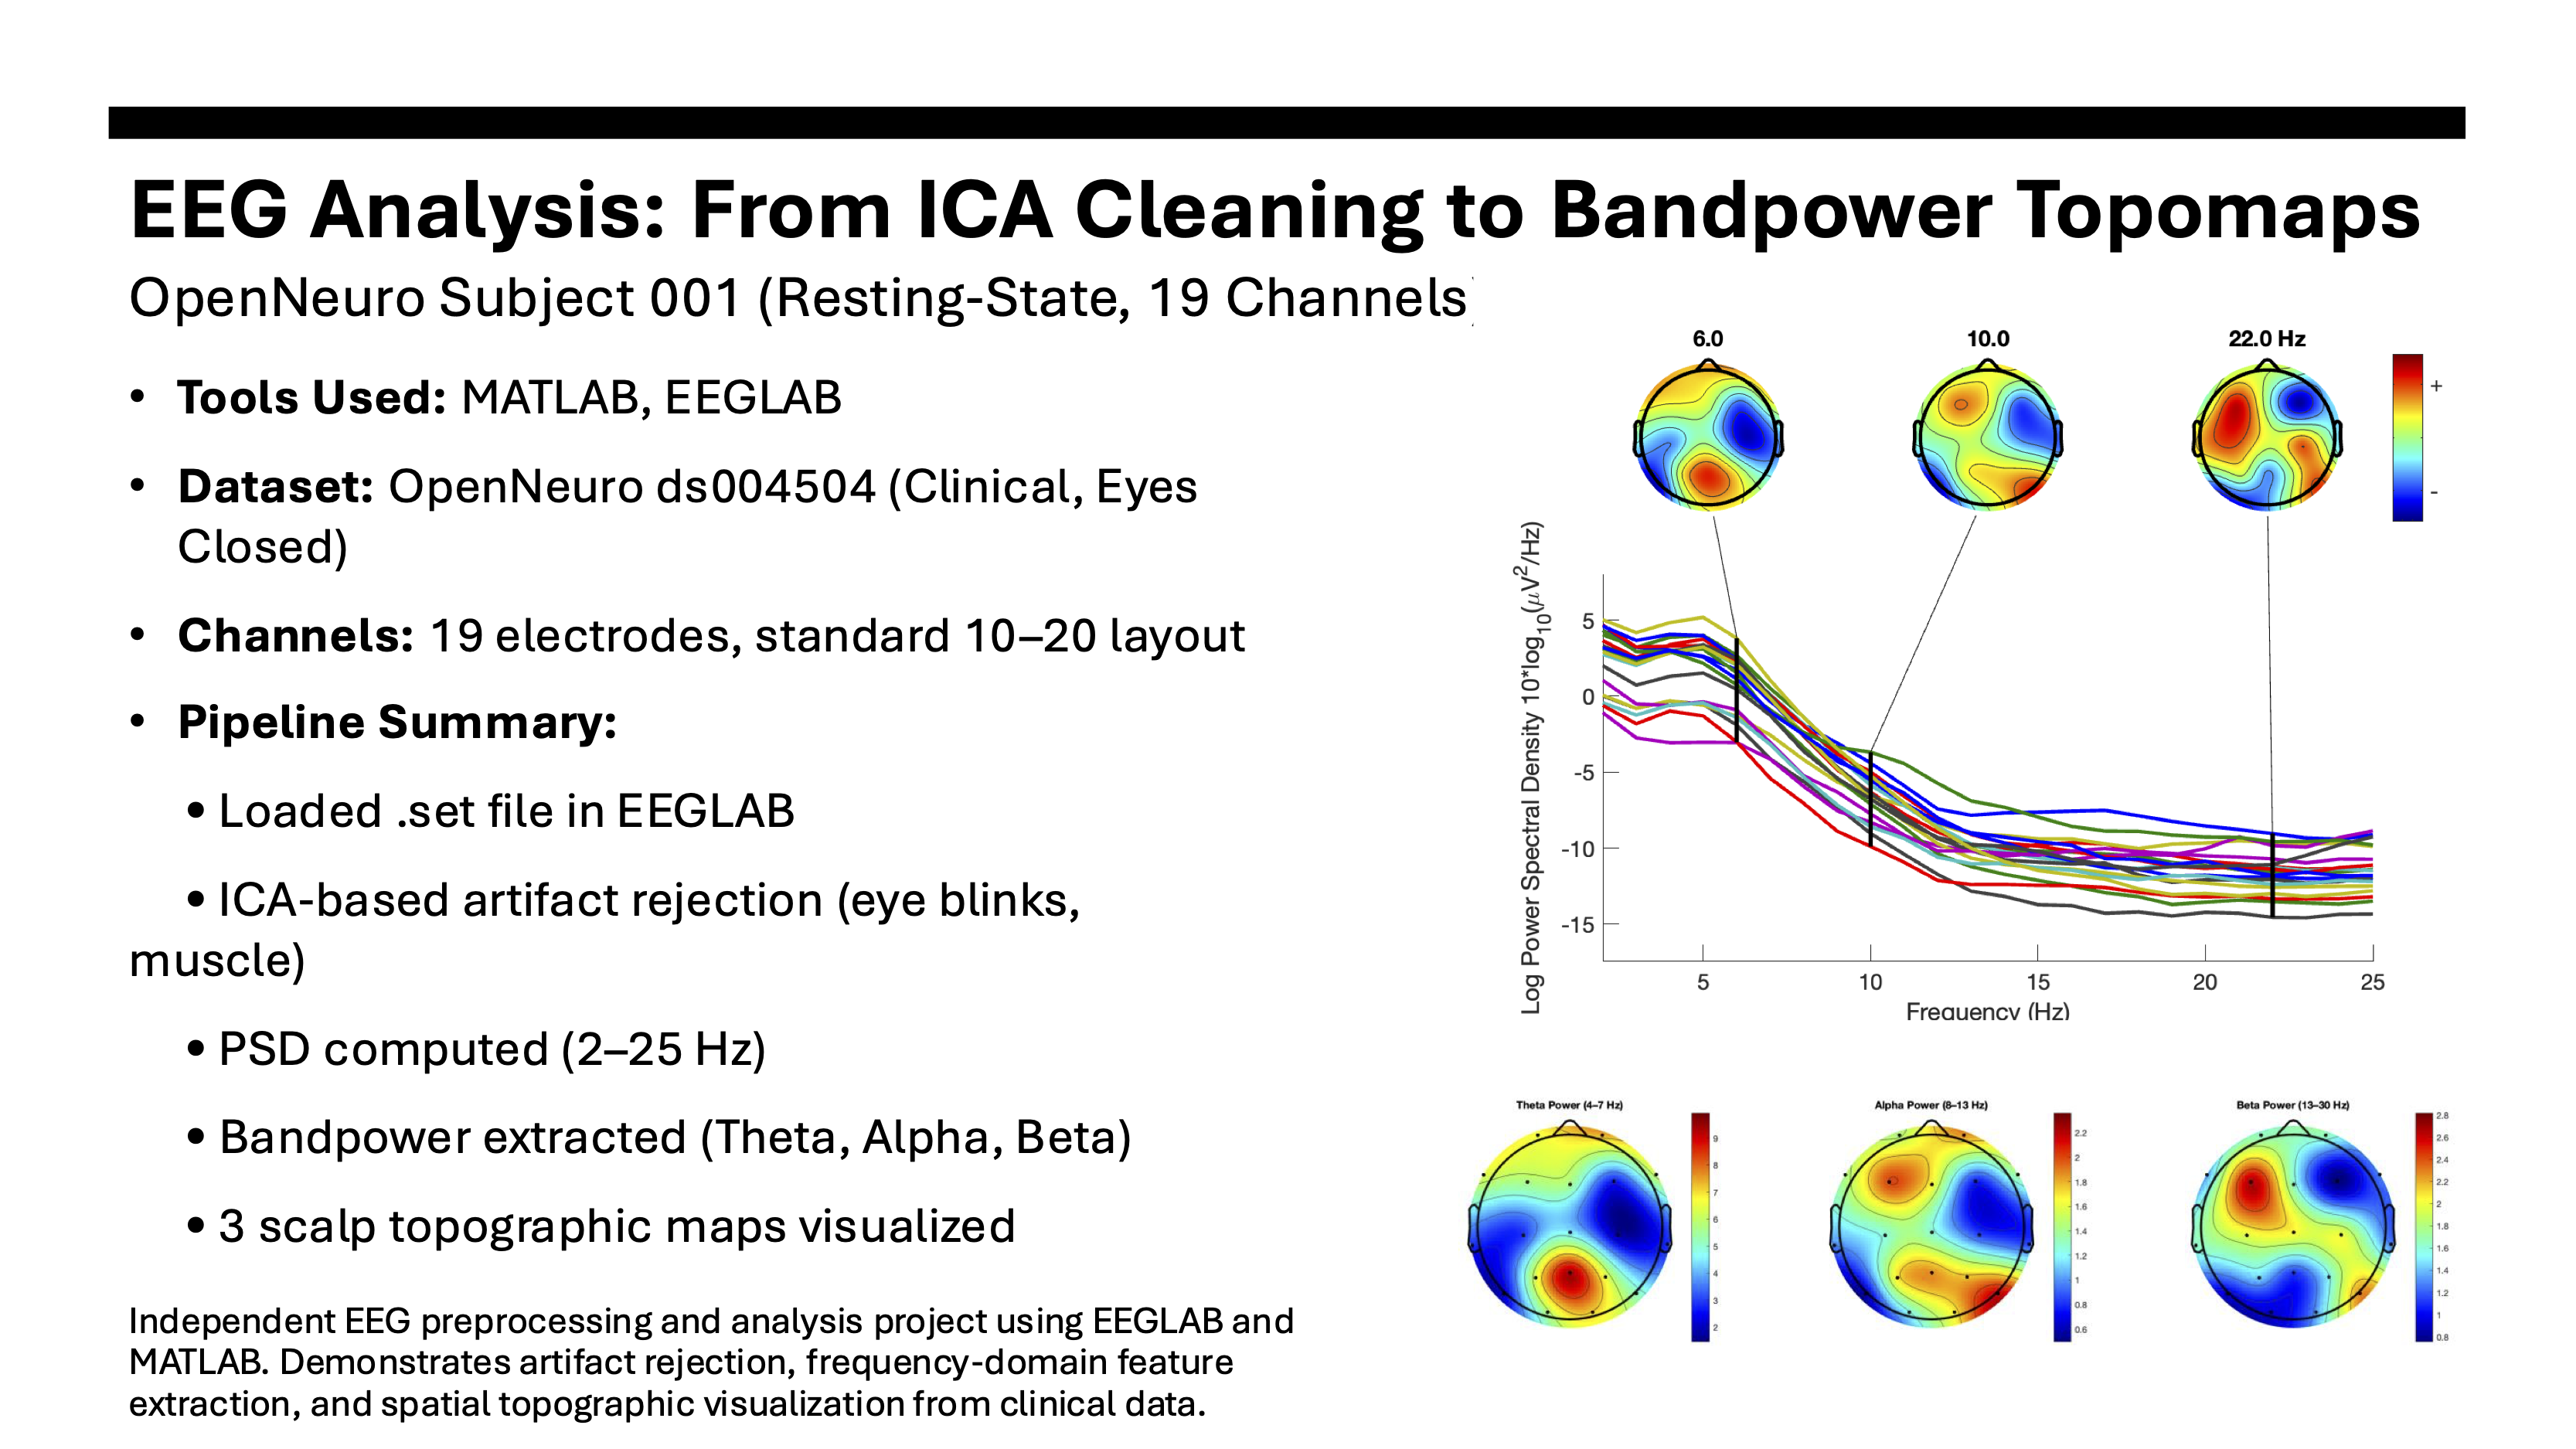 EEG Analysis: From ICA Cleaning to Bandpower Topomaps
OpenNeuro Subject 001 (Resting-State, 19 Channels)
• Tools Used: MATLAB, EEGLAB
• Dataset: OpenNeuro ds004504 (Clinical, Eyes
Closed)
• Channels: 19 electrodes, standard 10–20 layout
• Pipeline Summary:
• Loaded .set file in EEGLAB
• ICA-based artifact rejection (eye blinks,
muscle)
• PSD computed (2–25 Hz)
• Bandpower extracted (Theta, Alpha, Beta)
• 3 scalp topographic maps visualized
Independent EEG preprocessing and analysis project using EEGLAB and
MATLAB. Demonstrates artifact rejection, frequency-domain feature
extraction, and spatial topographic visualization from clinical data.
6.0 10.0 22.0 Hz
+
-
Log Power Spectral Density 10*log10(μV²/Hz)
5
0
-5
-10
-15
5 10 15 20 25
Frequency (Hz)
Theta Power (4–7 Hz)
9
8
7
6
5
4
3
2
Alpha Power (8–13 Hz)
2.2
2
1.8
1.6
1.4
1.2
1
0.8
0.6
Beta Power (13–30 Hz)
2.8
2.6
2.4
2.2
2
1.8
1.6
1.4
1.2
1
0.8